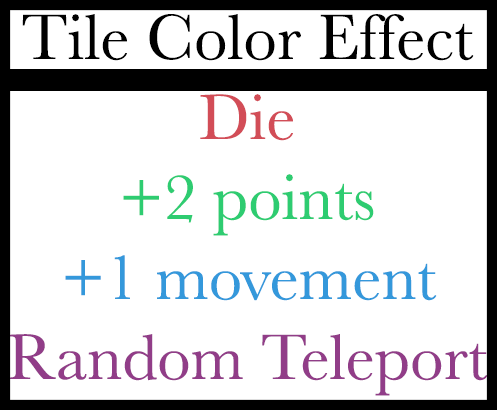 Tile Color Effect
Die
+2 points
+1 movement
Random Teleport